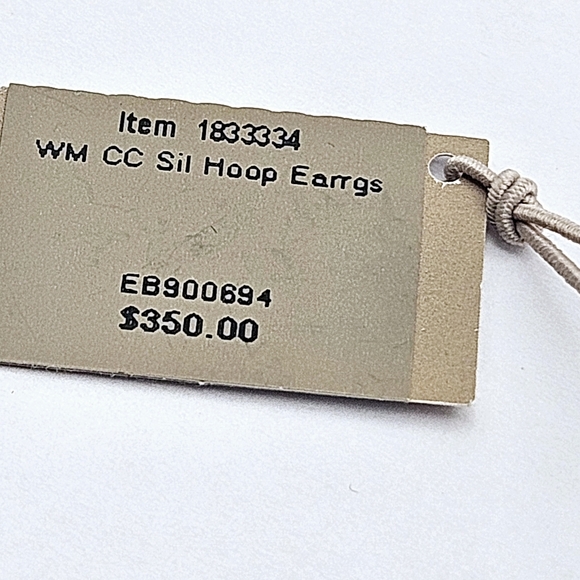 Item 1833334
WM CC Sil Hoop Earrgs
EB900694
$350.00